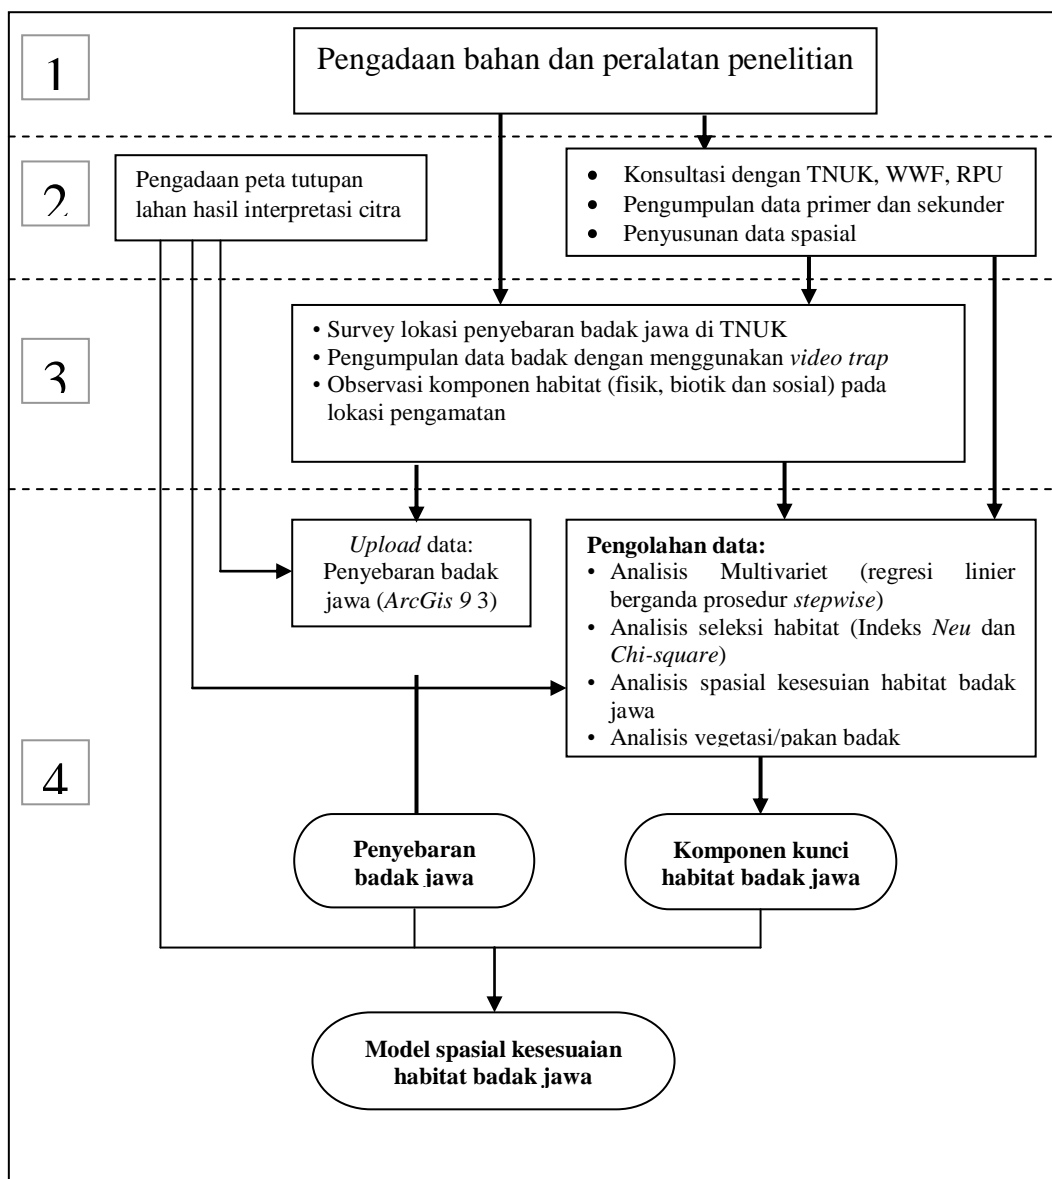 1
Pengadaan bahan dan peralatan penelitian
2
Pengadaan peta tutupan
lahan hasil interpretasi citra
• Konsultasi dengan TNUK, WWF, RPU
• Pengumpulan data primer dan sekunder
• Penyusunan data spasial
3
• Survey lokasi penyebaran badak jawa di TNUK
• Pengumpulan data badak dengan menggunakan video trap
• Observasi komponen habitat (fisik, biotik dan sosial) pada
lokasi pengamatan
4
Upload data:
Penyebaran badak
jawa (ArcGis 9 3)
Pengolahan data:
• Analisis Multivariet (regresi linier
berganda prosedur stepwise)
• Analisis seleksi habitat (Indeks Neu dan
Chi-square)
• Analisis spasial kesesuian habitat badak
jawa
• Analisis vegetasi/pakan badak
Penyebaran
badak jawa
Komponen kunci
habitat badak jawa
Model spasial kesesuaian
habitat badak jawa